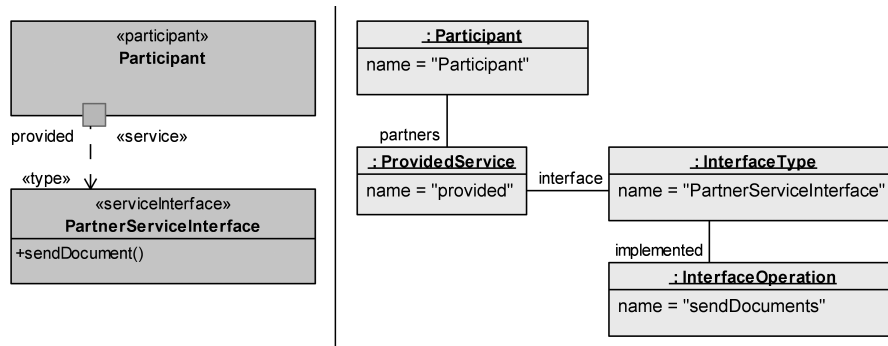 «participant»
Participant
provided
«service»
«type»
«serviceInterface»
PartnerServiceInterface
+sendDocument()
: Participant
name = "Participant"
partners
: ProvidedService
name = "provided"
interface
: InterfaceType
name = "PartnerServiceInterface"
implemented
: InterfaceOperation
name = "sendDocuments"